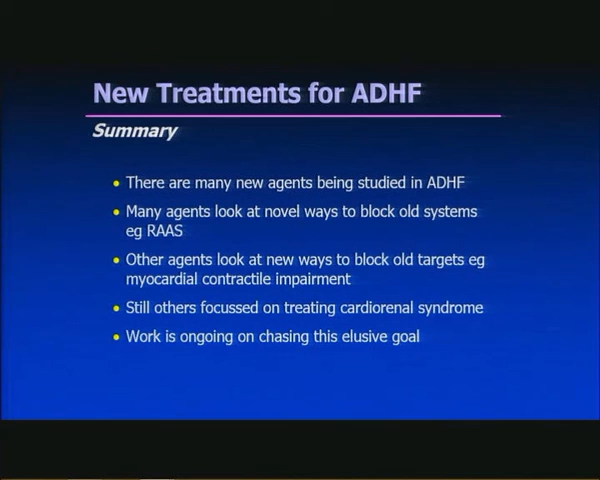 New Treatments for ADHF
Summary
• There are many new agents being studied in ADHF
• Many agents look at novel ways to block old systems
eg RAAS
• Other agents look at new ways to block old targets eg
myocardial contractile impairment
• Still others focussed on treating cardiorenal syndrome
• Work is ongoing on chasing this elusive goal